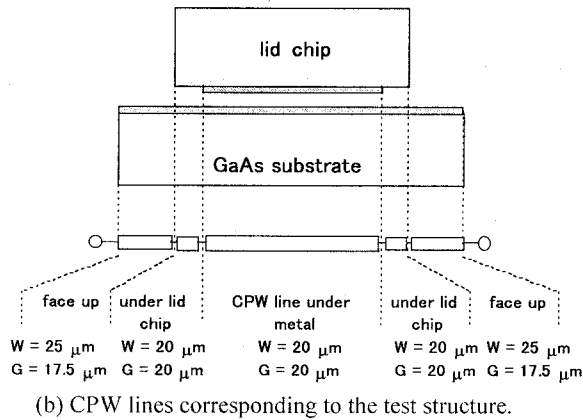 lid chip
GaAs substrate
face up under lid chip CPW line under metal under lid chip face up
W = 25 μm W = 20 μm W = 20 μm W = 20 μm W = 25 μm
G = 17.5 μm G = 20 μm G = 20 μm G = 20 μm G = 17.5 μm
(b) CPW lines corresponding to the test structure.